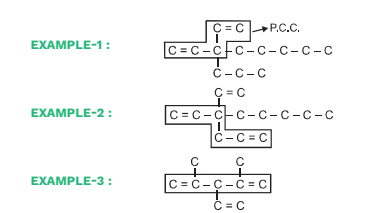 C = C P.C.C.
EXAMPLE-1 : C = C – C – C – C – C – C – C
C – C – C
C = C
EXAMPLE-2 : C = C – C – C – C – C – C – C
C – C = C
C C
EXAMPLE-3 : C = C – C – C = C
C = C